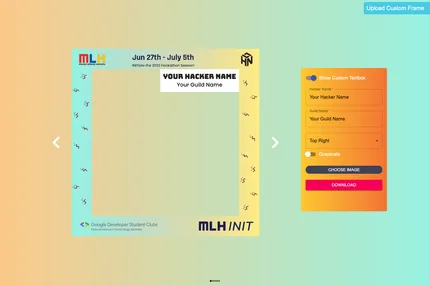 Upload Custom Frame
MLH
Jun 27th - July 5th
YOUR HACKER NAME
Your Guild Name
Show Custom Textbox
Hacker Name
Your Hacker Name
Guild Name
Your Guild Name
Top Right
Grayscale
CHOOSE IMAGE
DOWNLOAD
Google Developer Student Clubs
MLH INIT